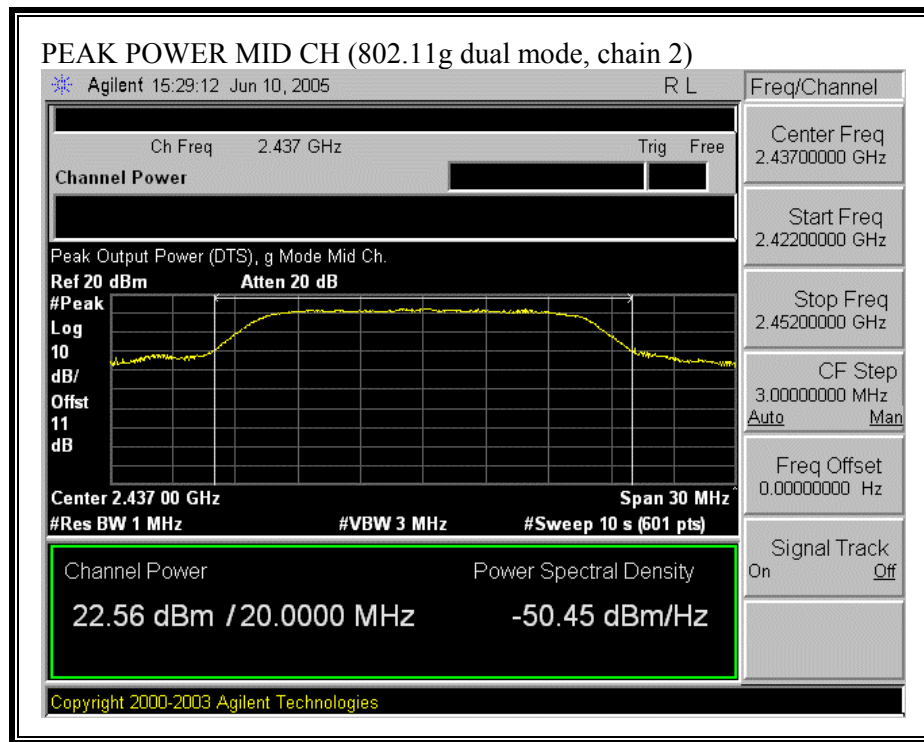 PEAK POWER MID CH (802.11g dual mode, chain 2)
Agilent 15:29:12 Jun 10, 2005 R L
Freq/Channel
Ch Freq 2.437 GHz Trig Free
Channel Power
Center Freq
2.43700000 GHz
Start Freq
2.42200000 GHz
Stop Freq
2.45200000 GHz
CF Step
3.00000000 MHz
Auto Man
Freq Offset
0.00000000 Hz
Signal Track
On Off
Peak Output Power (DTS), g Mode Mid Ch.
Ref 20 dBm Atten 20 dB
#Peak
Log
10
dB/
Offst
11
dB
Center 2.437 00 GHz Span 30 MHz
#Res BW 1 MHz #VBW 3 MHz #Sweep 10 s (601 pts)
Channel Power Power Spectral Density
22.56 dBm / 20.0000 MHz -50.45 dBm/Hz
Copyright 2000-2003 Agilent Technologies